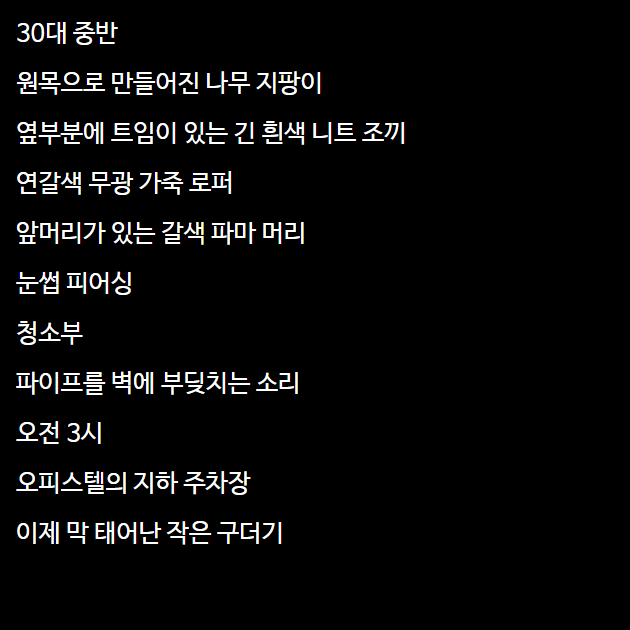 30대 중반
원목으로 만들어진 나무 지팡이
옆부분에 트임이 있는 긴 흰색 니트 조끼
연갈색 무광 가죽 로퍼
앞머리가 있는 갈색 파마 머리
눈썹 피어싱
청소부
파이프를 벽에 부딪치는 소리
오전 3시
오피스텔의 지하 주차장
이제 막 태어난 작은 구더기